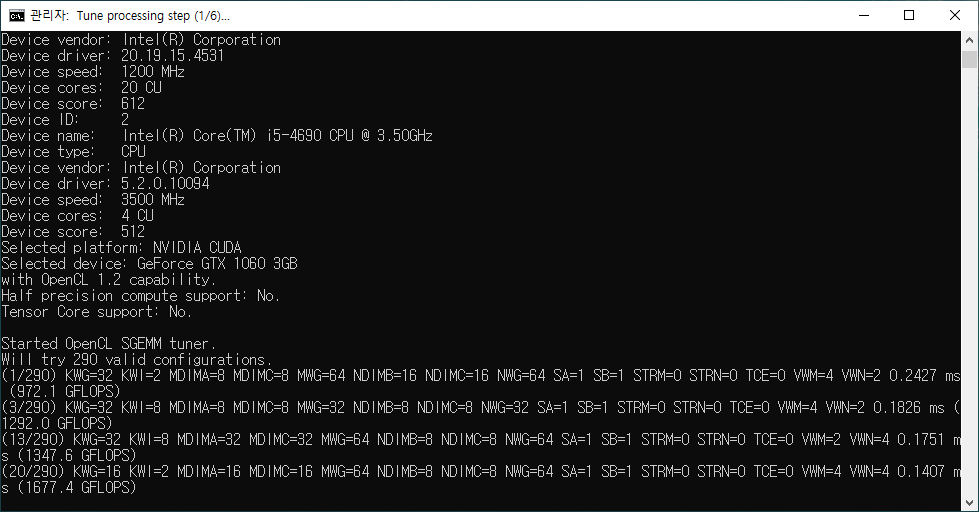 관리자:  Tune processing step (1/6)...
Device vendor: Intel(R) Corporation
Device driver: 20.19.15.4531
Device speed:  1200 MHz
Device cores:  20 CU
Device score:  612
Device ID:     2
Device name:   Intel(R) Core(TM) i5-4690 CPU @ 3.50GHz
Device type:   CPU
Device vendor: Intel(R) Corporation
Device driver: 5.2.0.10094
Device speed:  3500 MHz
Device cores:  4 CU
Device score:  512
Selected platform: NVIDIA CUDA
Selected device: GeForce GTX 1060 3GB
with OpenCL 1.2 capability.
Half precision compute support: No.
Tensor Core support: No.
Started OpenCL SGEMM tuner.
Will try 290 valid configurations.
(1/290) KWG=32 KWI=2 MDIMA=8 MDIMC=8 MWG=64 NDIMB=16 NDIMC=16 NWG=64 SA=1 SB=1 STRM=0 STRN=0 TCE=0 VWM=4 VWN=2 0.2427 ms
 (972.1 GFLOPS)
(3/290) KWG=32 KWI=8 MDIMA=8 MDIMC=8 MWG=32 NDIMB=8 NDIMC=8 NWG=32 SA=1 SB=1 STRM=0 STRN=0 TCE=0 VWM=4 VWN=2 0.1826 ms (
1292.0 GFLOPS)
(13/290) KWG=32 KWI=8 MDIMA=32 MDIMC=32 MWG=64 NDIMB=8 NDIMC=8 NWG=64 SA=1 SB=1 STRM=0 STRN=0 TCE=0 VWM=2 VWN=4 0.1751 m
s (1347.6 GFLOPS)
(20/290) KWG=16 KWI=2 MDIMA=16 MDIMC=16 MWG=64 NDIMB=8 NDIMC=8 NWG=64 SA=1 SB=1 STRM=0 STRN=0 TCE=0 VWM=4 VWN=4 0.1407 m
s (1677.4 GFLOPS)